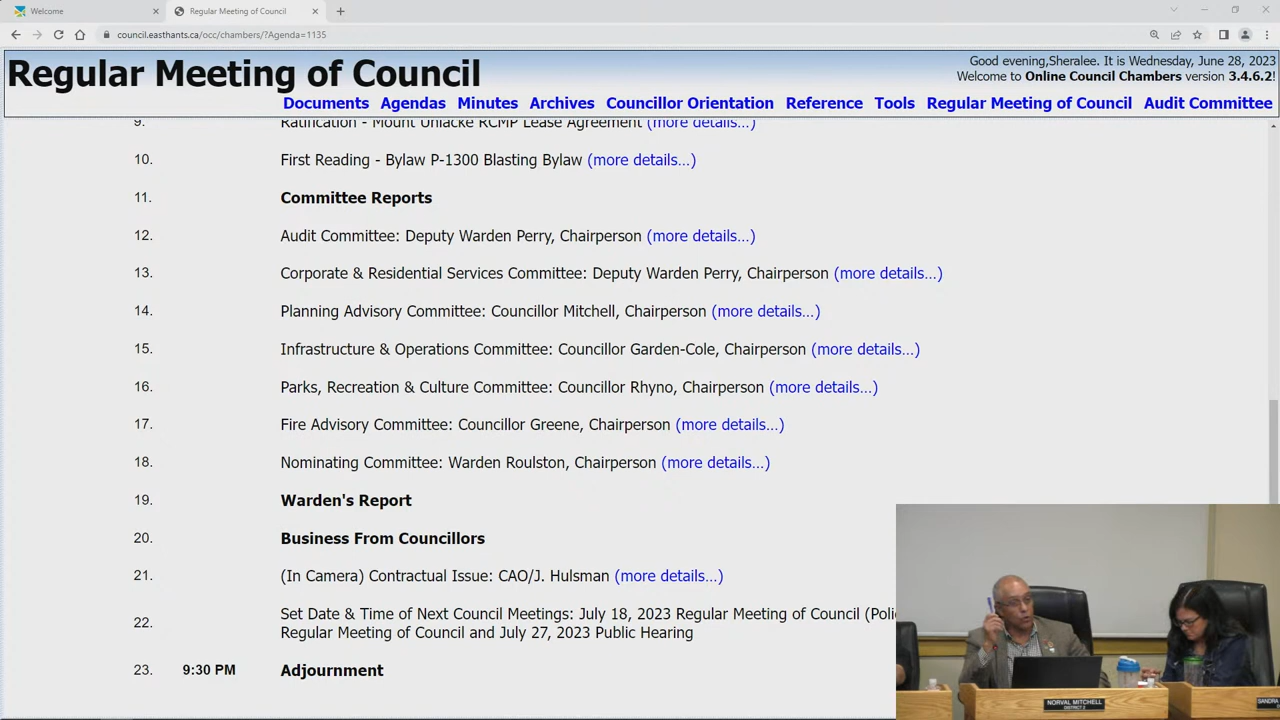 Welcome
Regular Meeting of Council
council.easthants.ca/occ/chambers/?Agenda=1135
Regular Meeting of Council
Good evening,Sheralee. It is Wednesday, June 28, 2023
Welcome to Online Council Chambers version 3.4.6.2!
Documents Agendas Minutes Archives Councillor Orientation Reference Tools Regular Meeting of Council Audit Committee
9. Ratification - Mount Uniacke RCMP Lease Agreement (more details...)
10. First Reading - Bylaw P-1300 Blasting Bylaw (more details...)
11. Committee Reports
12. Audit Committee: Deputy Warden Perry, Chairperson (more details...)
13. Corporate & Residential Services Committee: Deputy Warden Perry, Chairperson (more details...)
14. Planning Advisory Committee: Councillor Mitchell, Chairperson (more details...)
15. Infrastructure & Operations Committee: Councillor Garden-Cole, Chairperson (more details...)
16. Parks, Recreation & Culture Committee: Councillor Rhyno, Chairperson (more details...)
17. Fire Advisory Committee: Councillor Greene, Chairperson (more details...)
18. Nominating Committee: Warden Roulston, Chairperson (more details...)
19. Warden's Report
20. Business From Councillors
21. (In Camera) Contractual Issue: CAO/J. Hulsman (more details...)
22. Set Date & Time of Next Council Meetings: July 18, 2023 Regular Meeting of Council (Poli
Regular Meeting of Council and July 27, 2023 Public Hearing
23. 9:30 PM Adjournment
NORVAL MITCHELL
DISTRICT 2
SANDRA